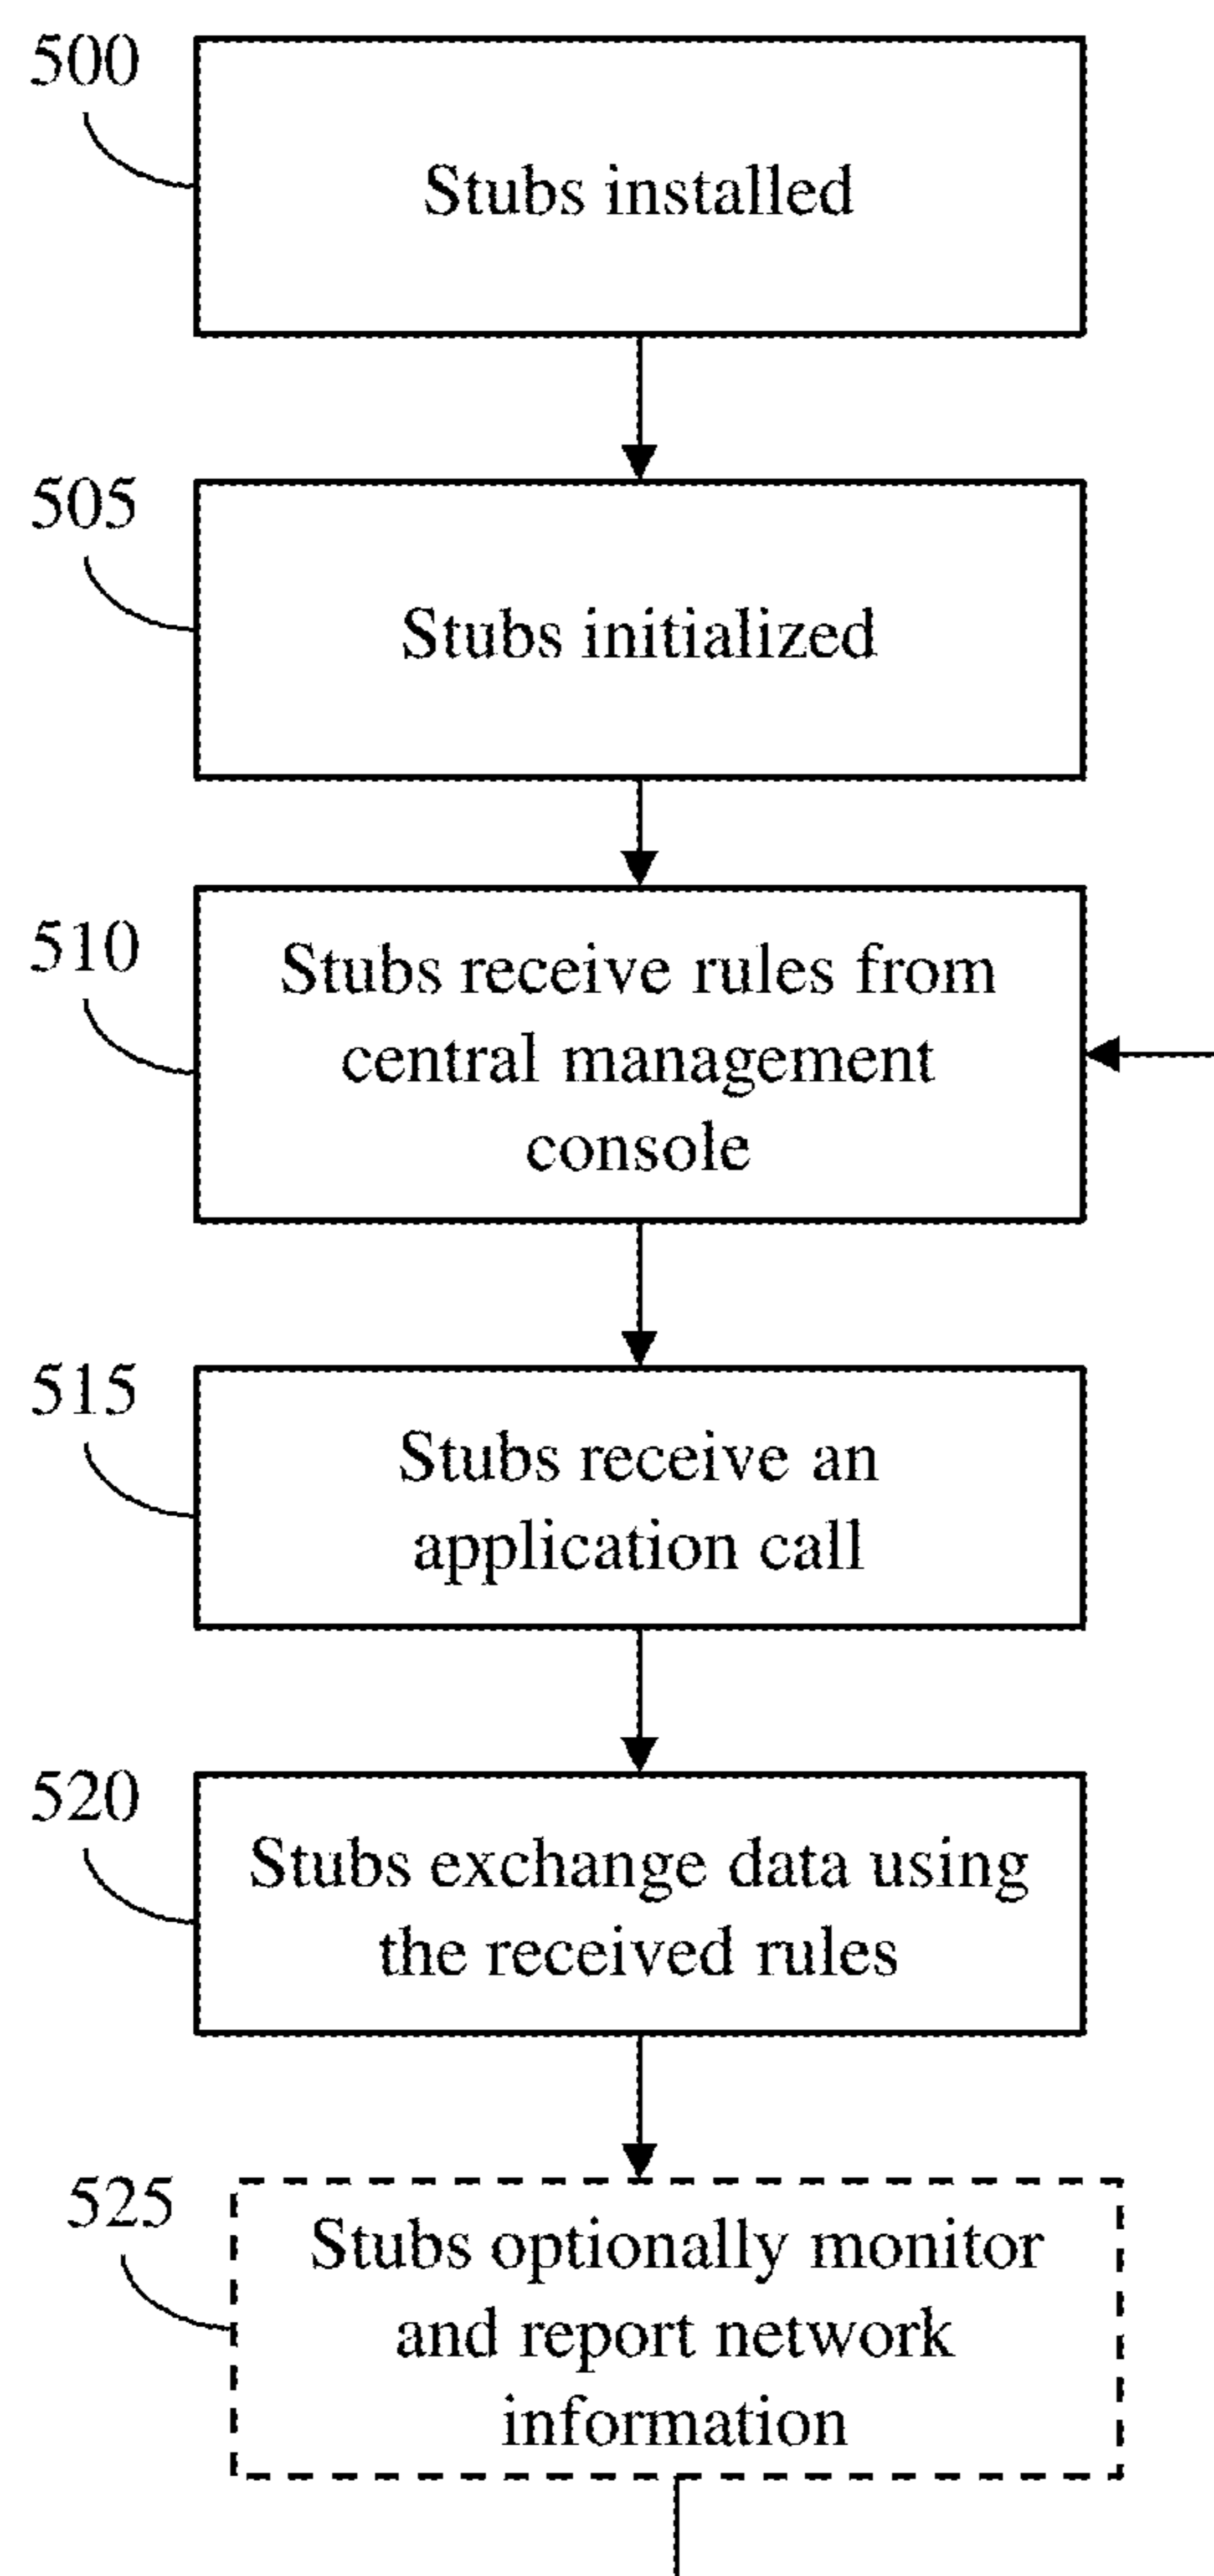 500
Stubs installed
505
Stubs initialized
510
Stubs receive rules from
central management
console
515
Stubs receive an
application call
520
Stubs exchange data using
the received rules
525
Stubs optionally monitor
and report network
information